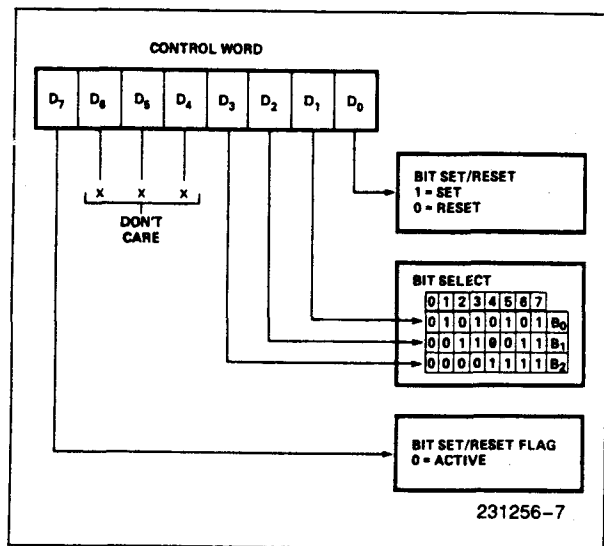 CONTROL WORD
D7 D6 D5 D4 D3 D2 D1 D0
X X X
DON'T
CARE
BIT SET/RESET
1 = SET
0 = RESET
BIT SELECT
0 1 2 3 4 5 6 7
0 1 0 1 0 1 0 1 B0
0 0 1 1 0 0 1 1 B1
0 0 0 0 1 1 1 1 B2
BIT SET/RESET FLAG
0 = ACTIVE
231256-7